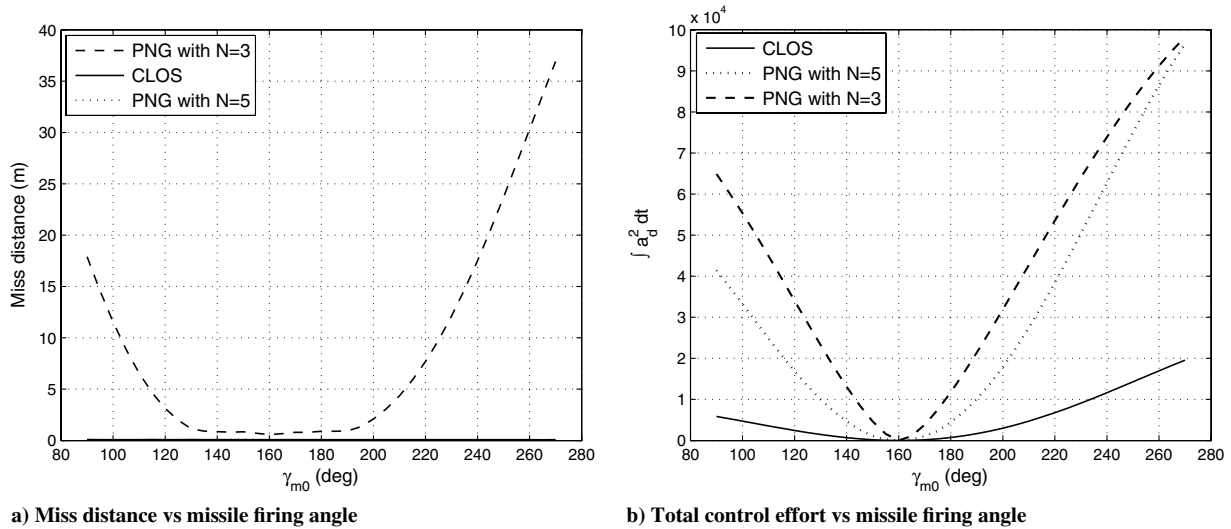 40
35
30
25
20
15
10
5
0
Miss distance (m)
PNG with N=3
CLOS
PNG with N=5
80 100 120 140 160 180 200 220 240 260 280
γm0 (deg)
a) Miss distance vs missile firing angle
x 10^4
10
9
8
7
6
5
4
3
2
1
0
∫ a_d^2 dt
CLOS
PNG with N=5
PNG with N=3
80 100 120 140 160 180 200 220 240 260 280
γm0 (deg)
b) Total control effort vs missile firing angle